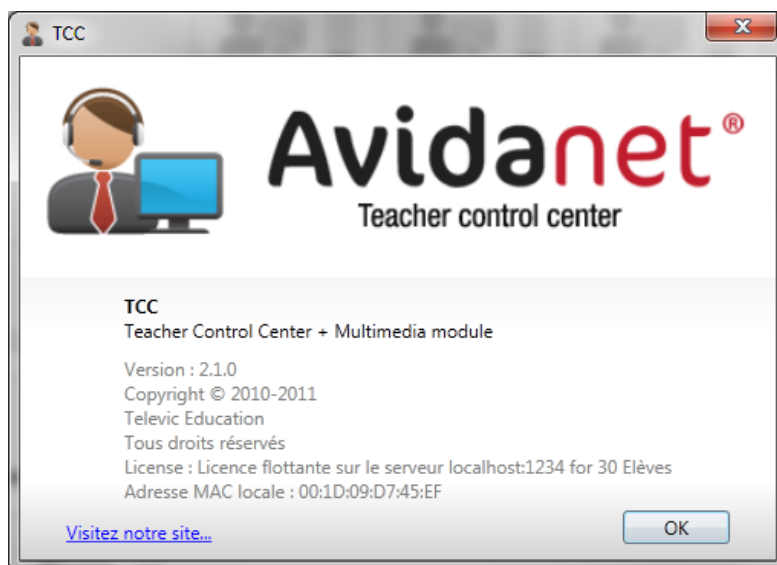 TCC
Avidanet®
Teacher control center
TCC
Teacher Control Center + Multimedia module
Version : 2.1.0
Copyright © 2010-2011
Televic Education
Tous droits réservés
License : Licence flottante sur le serveur localhost:1234 for 30 Elèves
Adresse MAC locale : 00:1D:09:D7:45:EF
Visitez notre site...
OK